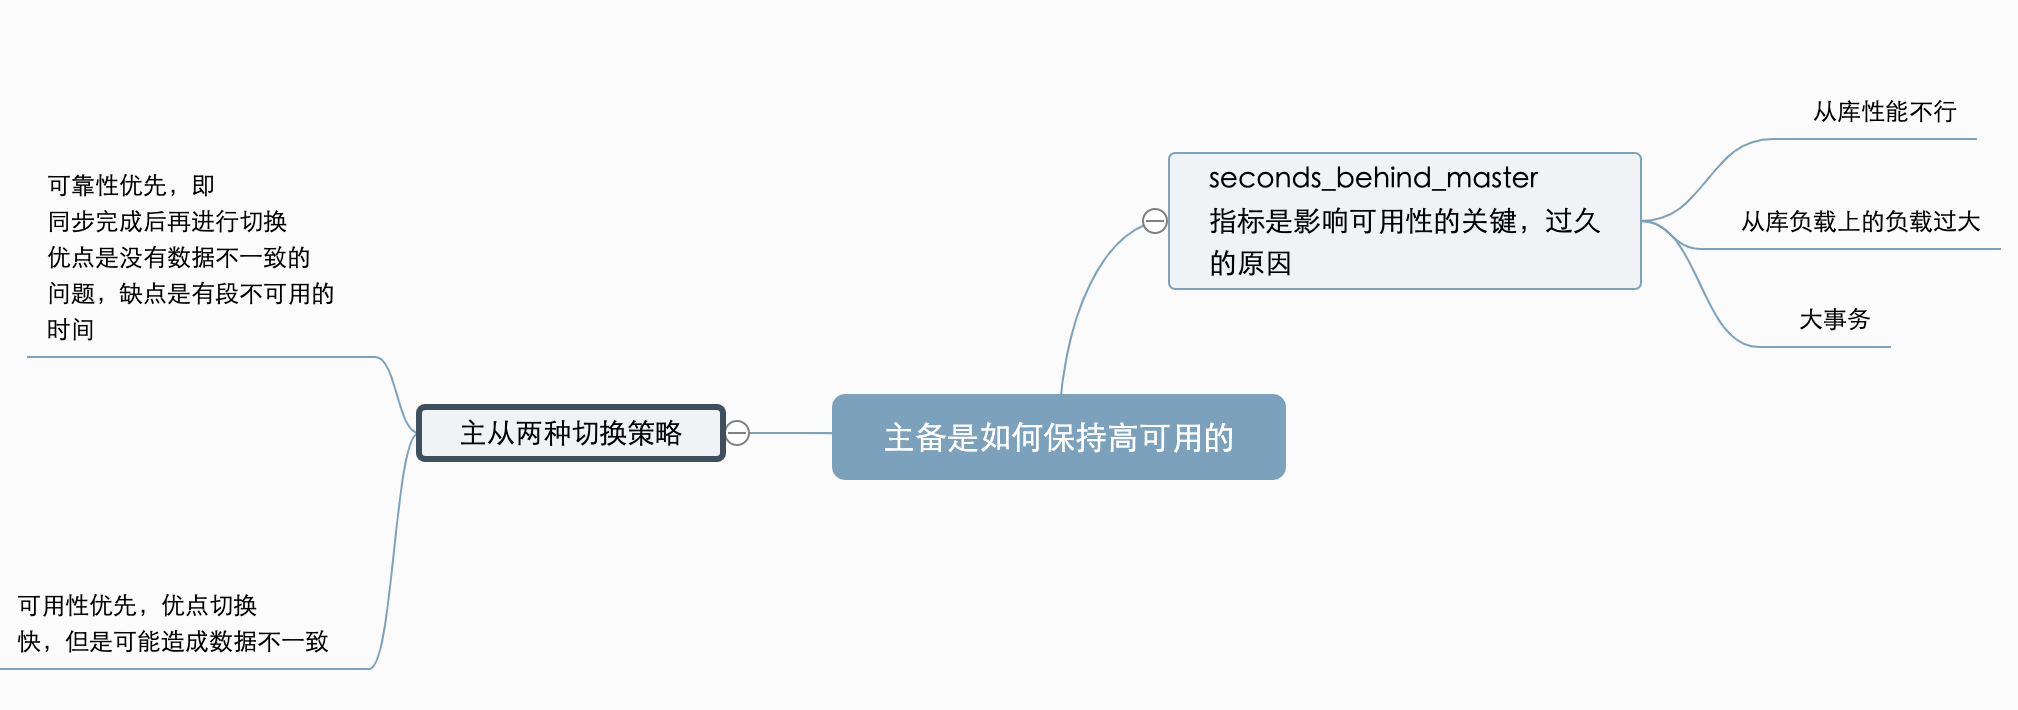 从库性能不行
seconds_behind_master
指标是影响可用性的关键，过久
的原因
从库负载上的负载过大
大事务
可靠性优先，即
同步完成后再进行切换
优点是没有数据不一致的
问题，缺点是有段不可用的
时间
主从两种切换策略
主备是如何保持高可用的
可用性优先，优点切换
快，但是可能造成数据不一致